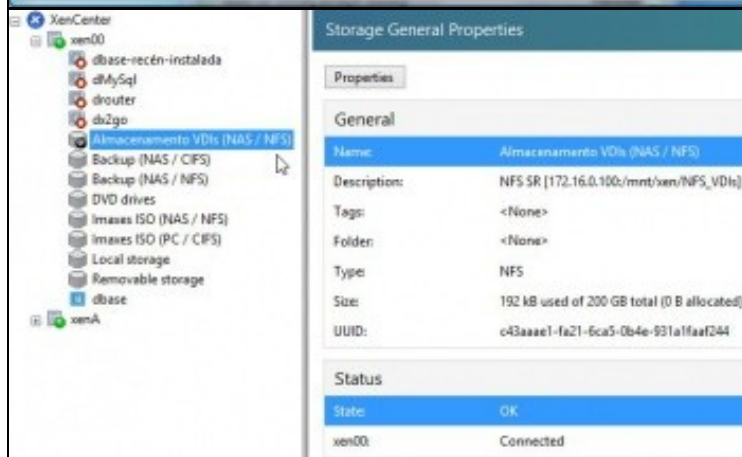 XenCenter
xen00
dbase-recén-instalada
dMySql
drouter
dx2go
Almacenamento VDIs (NAS / NFS)
Backup (NAS / CIFS)
Backup (NAS / NFS)
DVD drives
Imaxes ISO (NAS / NFS)
Imaxes ISO (PC / CIFS)
Local storage
Removable storage
dbase
xenA
Storage General Properties
Properties
General
Name: Almacenamento VDIs (NAS / NFS)
Description: NFS SR [172.16.0.100:/mnt/xen/NFS_VDIs]
Tags: <None>
Folder: <None>
Type: NFS
Size: 192 kB used of 200 GB total (0 B allocated)
UUID: c43aaae1-fa21-6ca5-0b4e-931a1faaf244
Status
State: OK
xen00: Connected